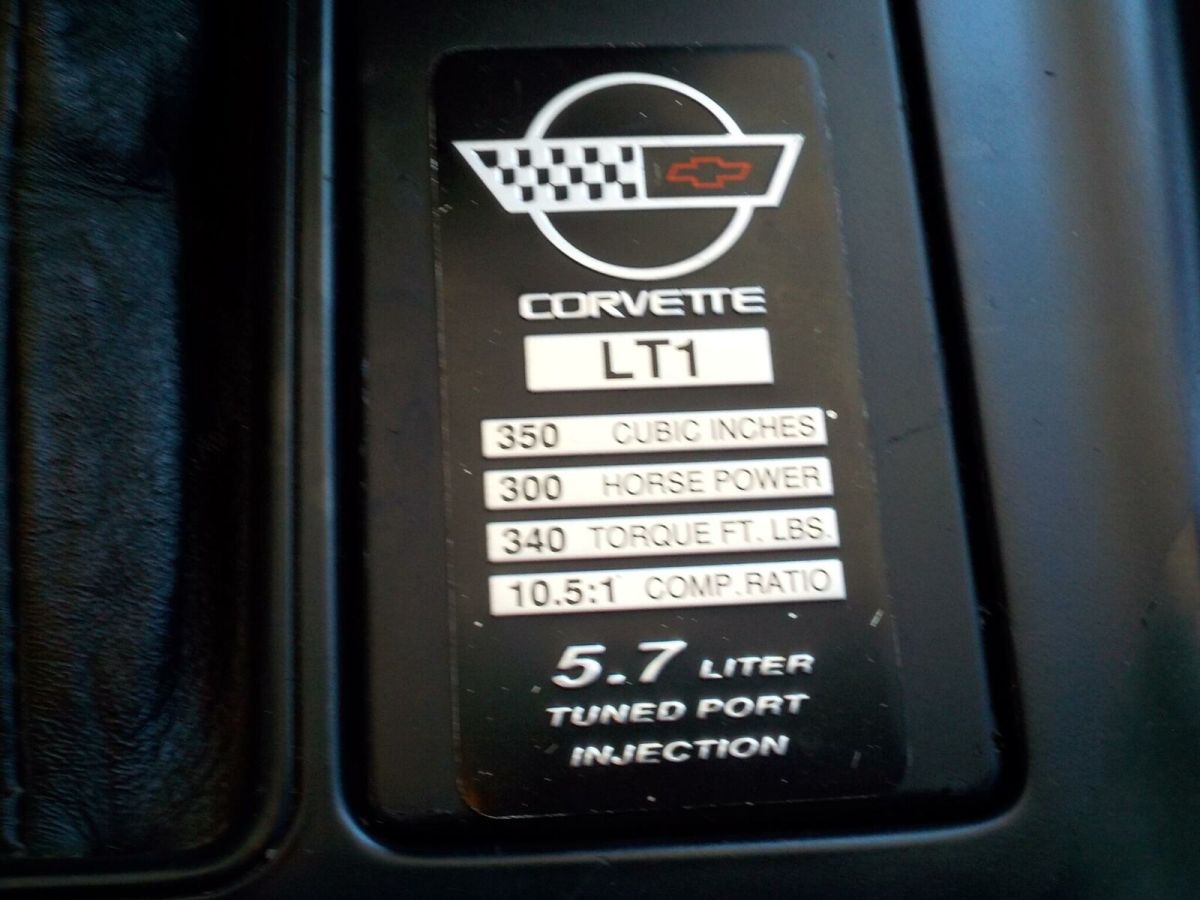 CORVETTE
LT1
350 CUBIC INCHES
300 HORSE POWER
340 TORQUE FT. LBS.
10.5:1 COMP. RATIO
5.7 LITER
TUNED PORT
INJECTION